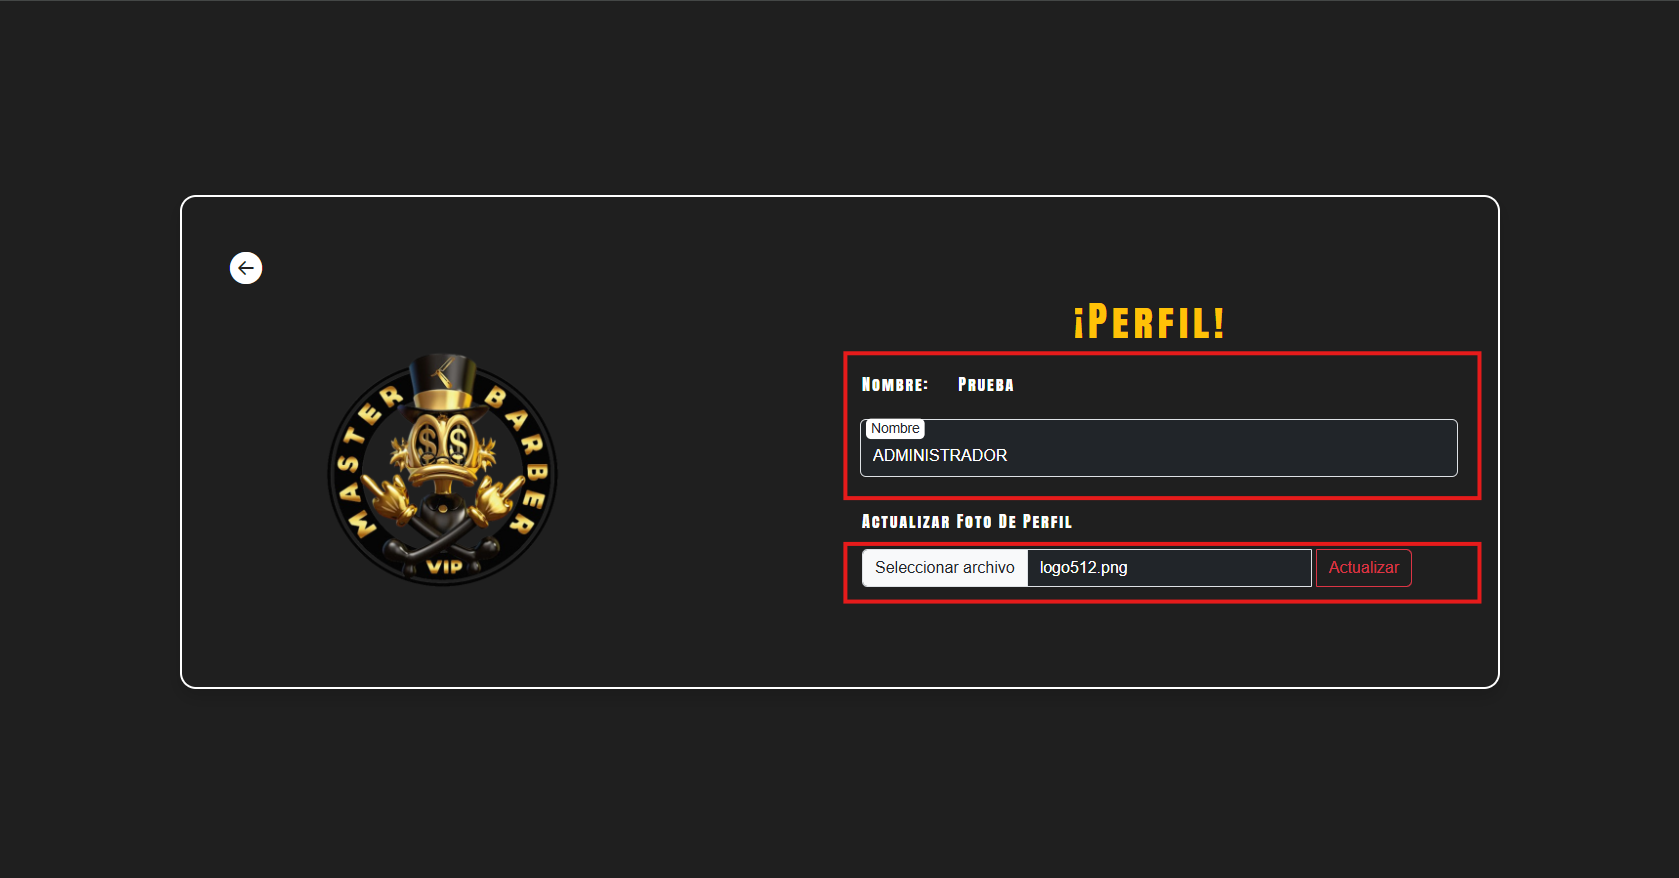 MASTER BARBER
VIP
¡Perfil!
Nombre: Prueba
Nombre
ADMINISTRADOR
Actualizar Foto De Perfil
Seleccionar archivo logo512.png Actualizar